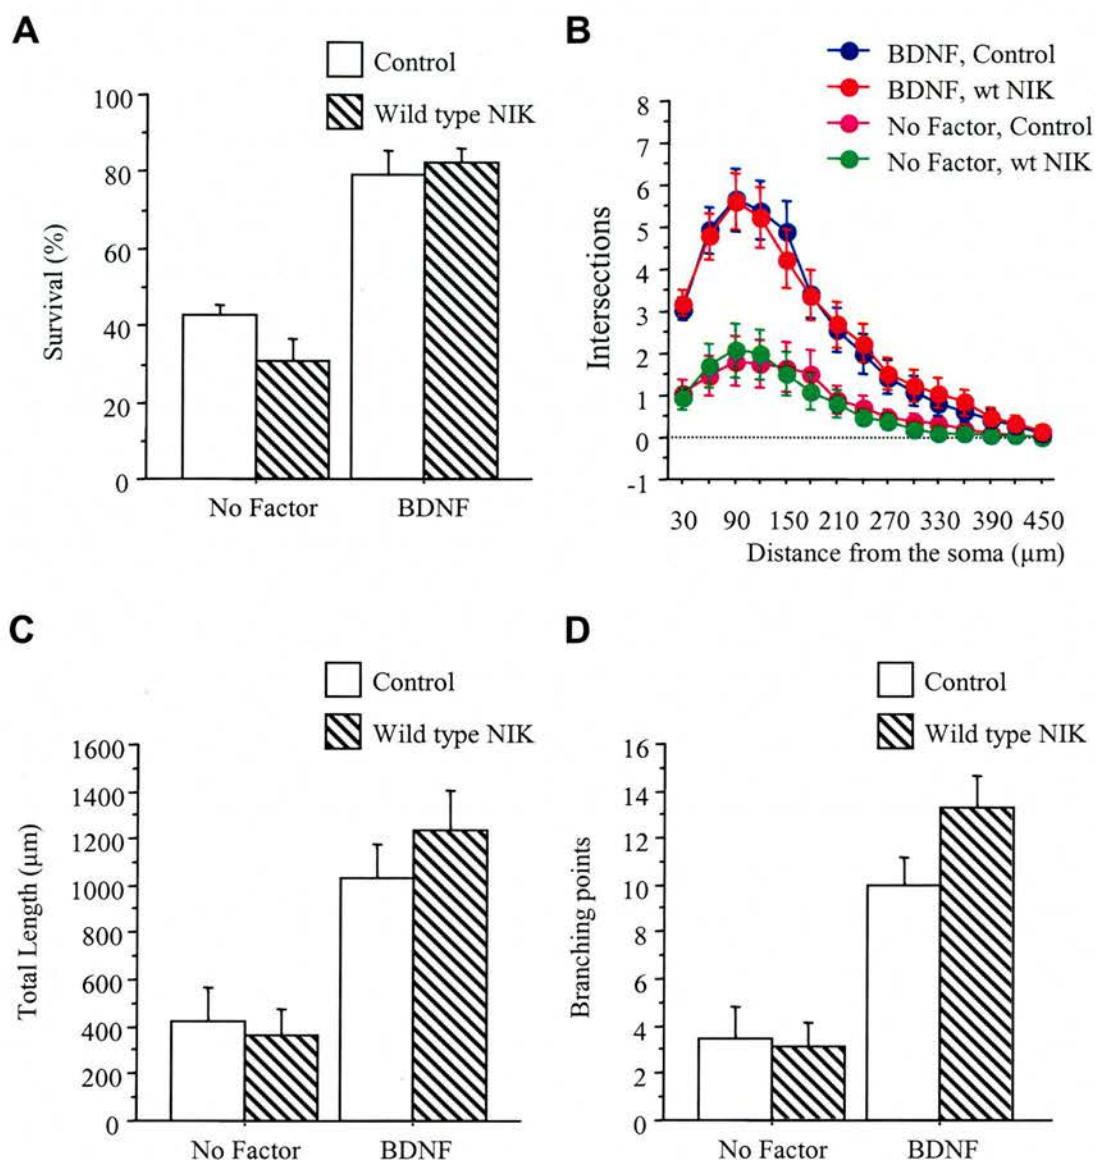 A
Control
Wild type NIK
Survival (%)
100
80
60
40
20
0
No Factor BDNF
B
BDNF, Control
BDNF, wt NIK
No Factor, Control
No Factor, wt NIK
Intersections
8
7
6
5
4
3
2
1
0
-1
30 90 150 210 270 330 390 450
Distance from the soma (µm)
C
Control
Wild type NIK
Total Length (µm)
1600
1400
1200
1000
800
600
400
200
0
No Factor BDNF
D
Control
Wild type NIK
Branching points
16
14
12
10
8
6
4
2
0
No Factor BDNF